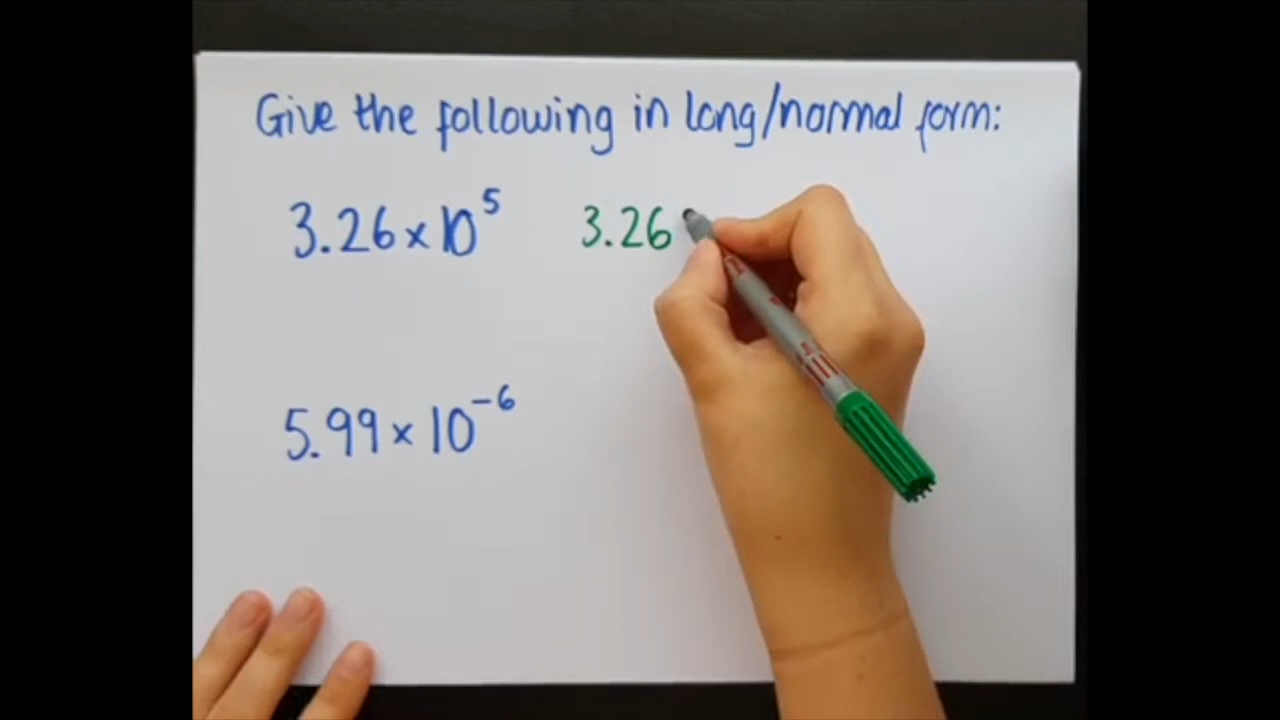 Give the following in long/normal form:
3.26 × 10⁵ 3.26
5.99 × 10⁻⁶